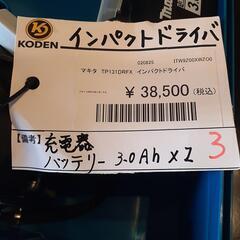 KODEN
インパクトドライバ
020825
マキタ TP131DRFX インパクトドライバ
¥ 38,500 (税込)
【備考】 充電器
バッテリー 3.0Ah ×2
3